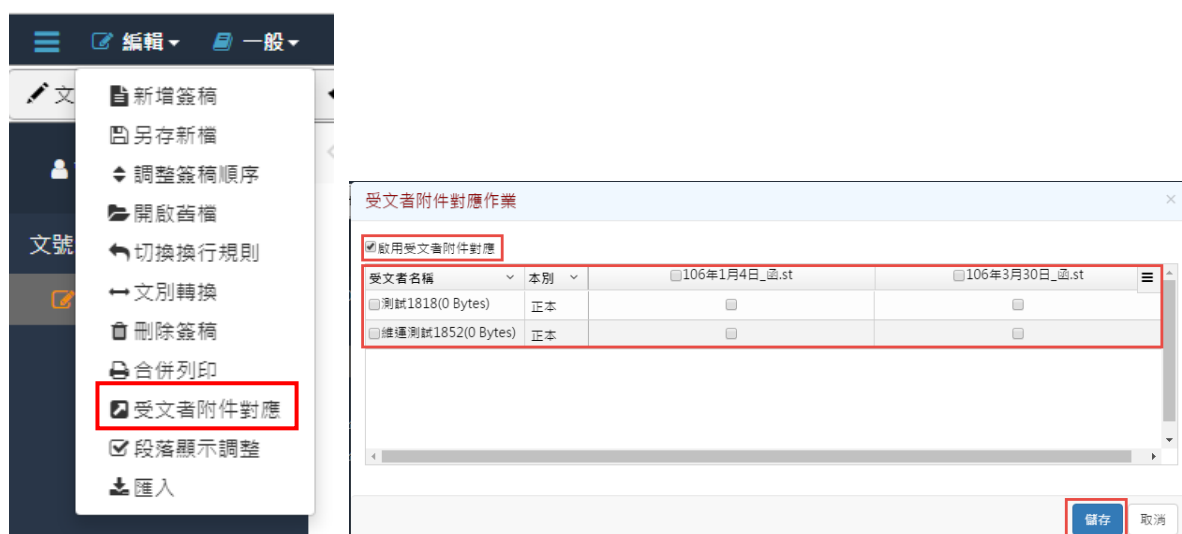 編輯 一般
文
新增簽稿
另存新檔
調整簽稿順序
開啟舊檔
文號
切換換行規則
文別轉換
刪除簽稿
合併列印
受文者附件對應
段落顯示調整
匯入
受文者附件對應作業 ×
啟用受文者附件對應
受文者名稱 本別 106年1月4日_函.st 106年3月30日_函.st
測試1818(0 Bytes) 正本
維運測試1852(0 Bytes) 正本
儲存 取消